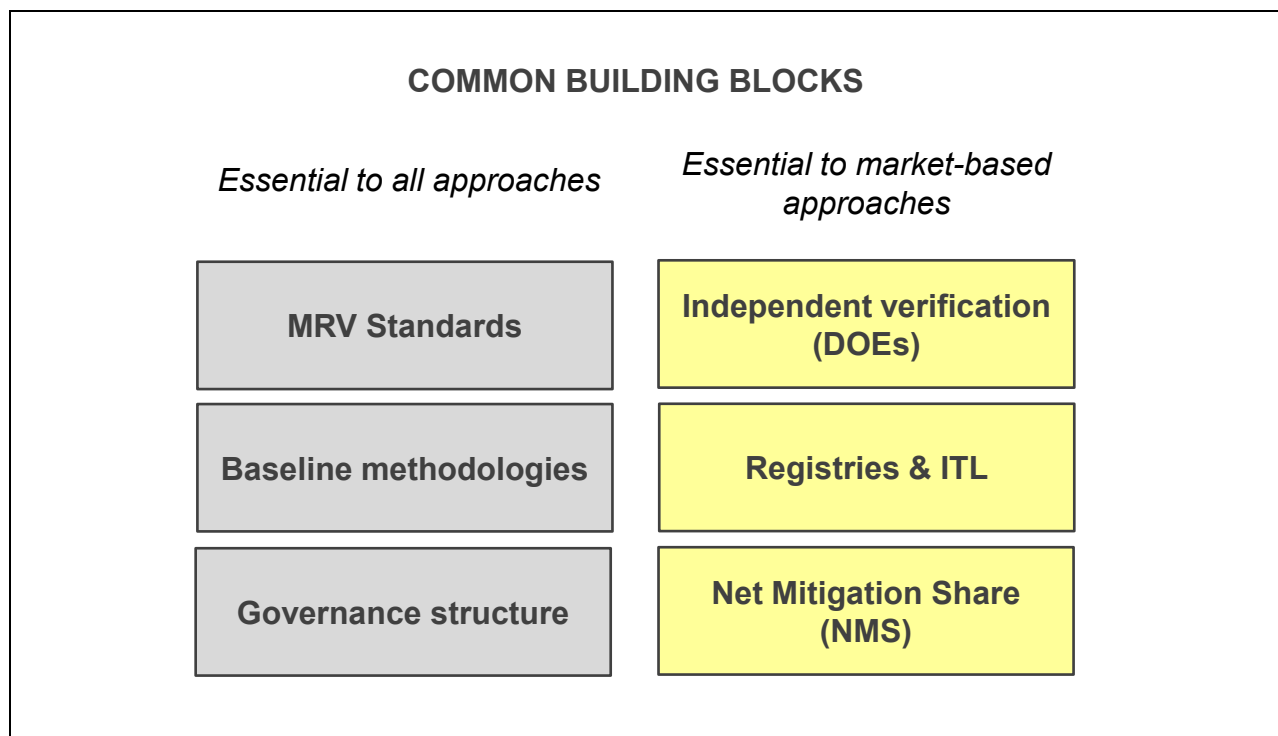 COMMON BUILDING BLOCKS
Essential to all approaches
Essential to market-based
approaches
MRV Standards
Independent verification
(DOEs)
Baseline methodologies
Registries & ITL
Governance structure
Net Mitigation Share
(NMS)